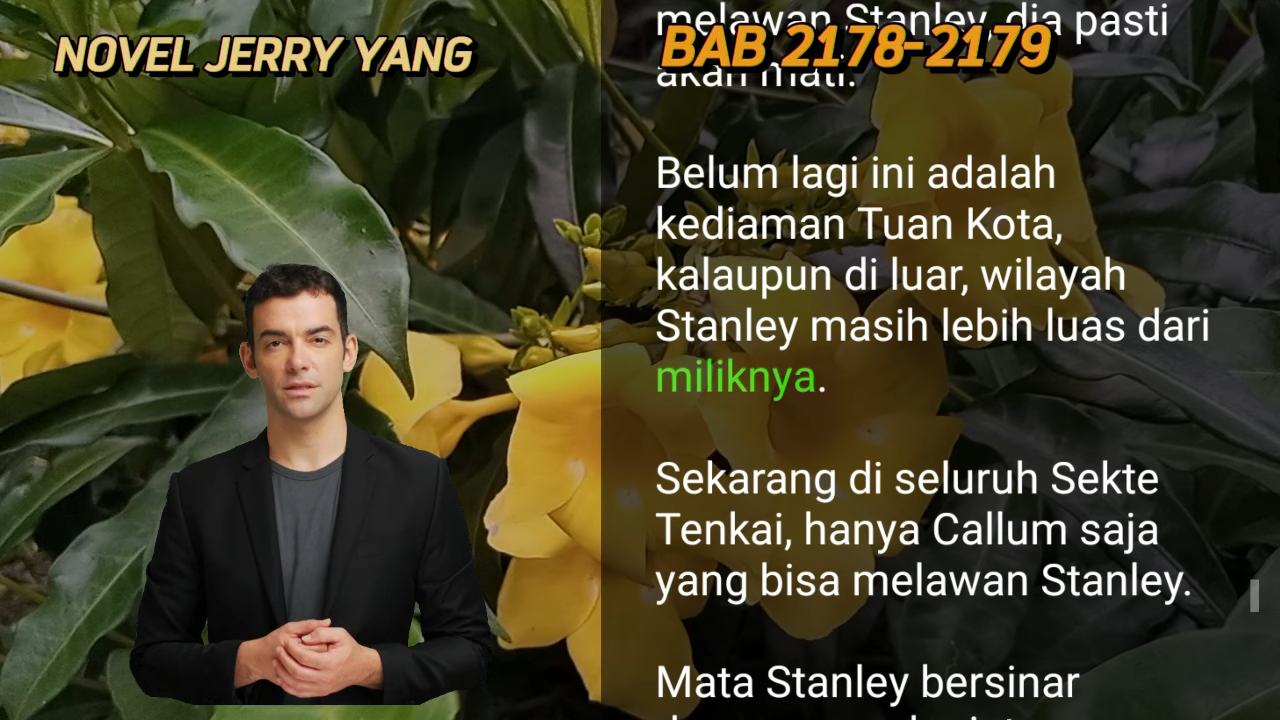 NOVEL JERRY YANG
BAB 2178-2179
melawan Stanley, dia pasti
akan mati.
Belum lagi ini adalah
kediaman Tuan Kota,
kalaupun di luar, wilayah
Stanley masih lebih luas dari
miliknya.
Sekarang di seluruh Sekte
Tenkai, hanya Callum saja
yang bisa melawan Stanley.
Mata Stanley bersinar